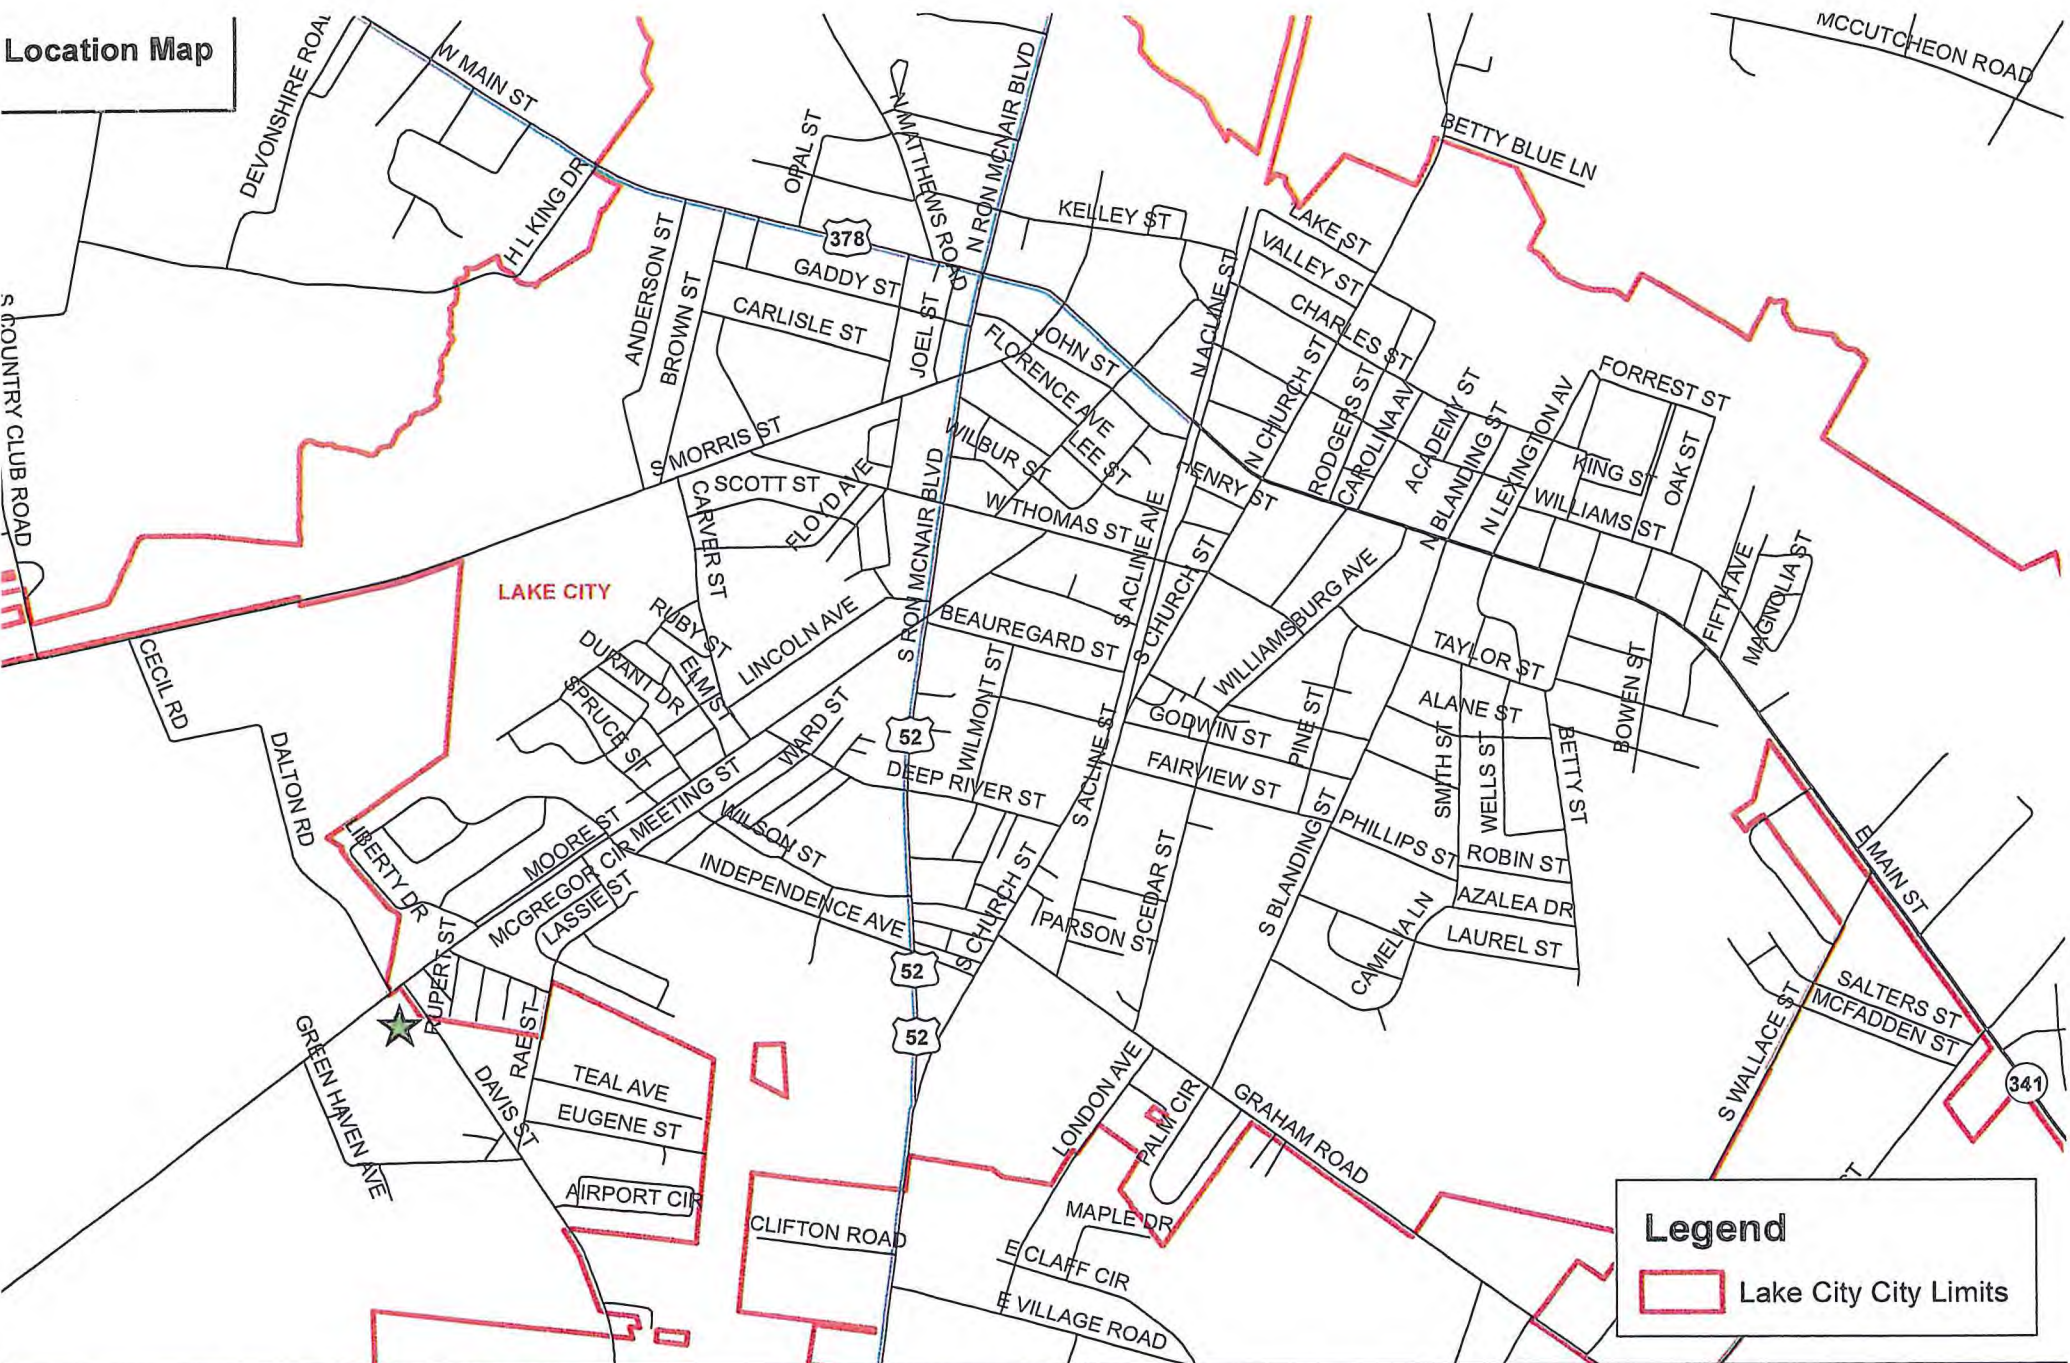 Location Map
DEVONSHIRE ROAD
W MAIN ST
H L KING DR
OPAL ST
N MATTHEWS ROAD
N RON MCNAIR BLVD
MCCUTCHEON ROAD
BETTY BLUE LN
KELLEY ST
LAKE ST
VALLEY ST
378
GADDY ST
CARLISLE ST
ANDERSON ST
BROWN ST
JOEL ST
JOHN ST
FLORENCE AVE
N ACLINE ST
CHARLES ST
N CHURCH ST
RODGERS ST
CAROLINA AV
ACADEMY ST
N BLANDING ST
N LEXINGTON AV
FORREST ST
KING ST
OAK ST
WILLIAMS ST
S COUNTRY CLUB ROAD
S MORRIS ST
SCOTT ST
FLOYD AVE
CARVER ST
WILBUR ST
LEE ST
HENRY ST
W THOMAS ST
S RON MCNAIR BLVD
S ACLINE AVE
S CHURCH ST
WILLIAMSBURG AVE
FIFTH AVE
MAGNOLIA ST
LAKE CITY
RUBY ST
DURANT DR
ELM ST
SPRUCE ST
LINCOLN AVE
BEAUREGARD ST
TAYLOR ST
BOWEN ST
CECIL RD
DALTON RD
WARD ST
52
WILMONT ST
GODWIN ST
PINE ST
ALANE ST
SMITH ST
WELLS ST
BETTY ST
DEEP RIVER ST
S ACLINE ST
FAIRVIEW ST
MOORE ST
MEETING ST
WILSON ST
LIBERTY DR
MCGREGOR CIR
LASSIE ST
INDEPENDENCE AVE
S CHURCH ST
CEDAR ST
PARSON ST
S BLANDING ST
PHILLIPS ST
ROBIN ST
AZALEA DR
LAUREL ST
CAMELIA LN
E MAIN ST
52
RUPERT ST
RAE ST
GREEN HAVEN AVE
52
SALTERS ST
MCFADDEN ST
S WALLACE ST
341
DAVIS ST
TEAL AVE
EUGENE ST
AIRPORT CIR
LONDON AVE
PALM CIR
GRAHAM ROAD
CLIFTON ROAD
MAPLE DR
E CLAFF CIR
E VILLAGE ROAD
Legend
Lake City City Limits